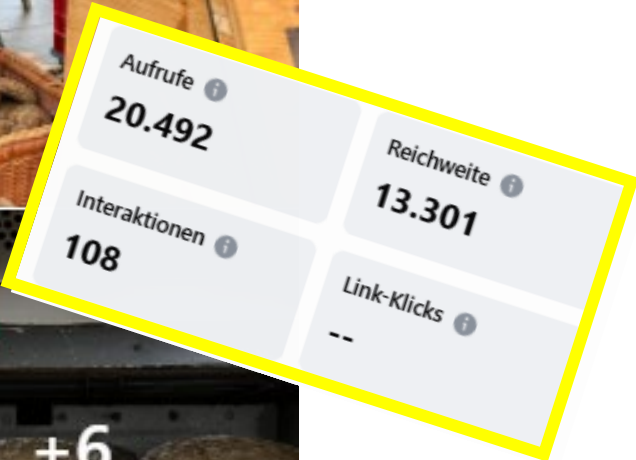 Aufrufe
20.492
Reichweite
13.301
Interaktionen
108
Link-Klicks
--
+6